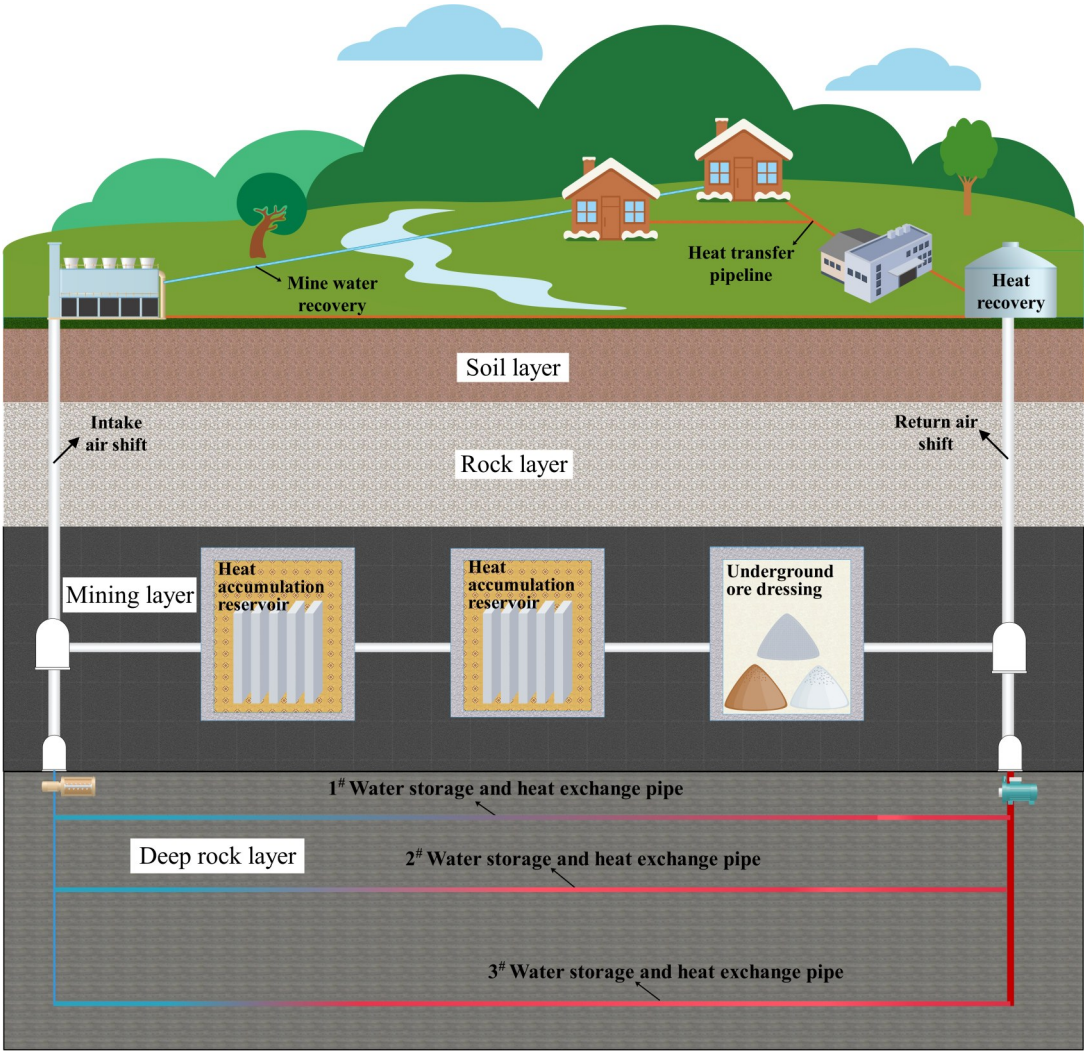 Mine water
recovery
Heat transfer
pipeline
Heat
recovery
Soil layer
Intake
air shift
Return air
shift
Rock layer
Mining layer
Heat
accumulation
reservoir
Heat
accumulation
reservoir
Underground
ore dressing
1# Water storage and heat exchange pipe
Deep rock layer
2# Water storage and heat exchange pipe
3# Water storage and heat exchange pipe